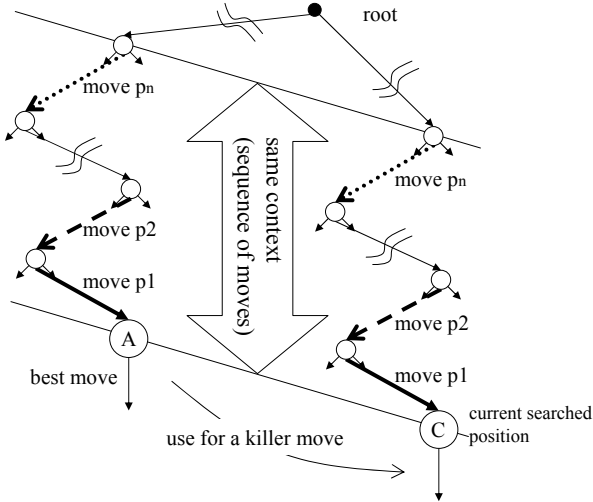 root
move pn
move pn
same context
(sequence of moves)
move p2
move p1
move p2
move p1
A
best move
use for a killer move
C
current searched
position